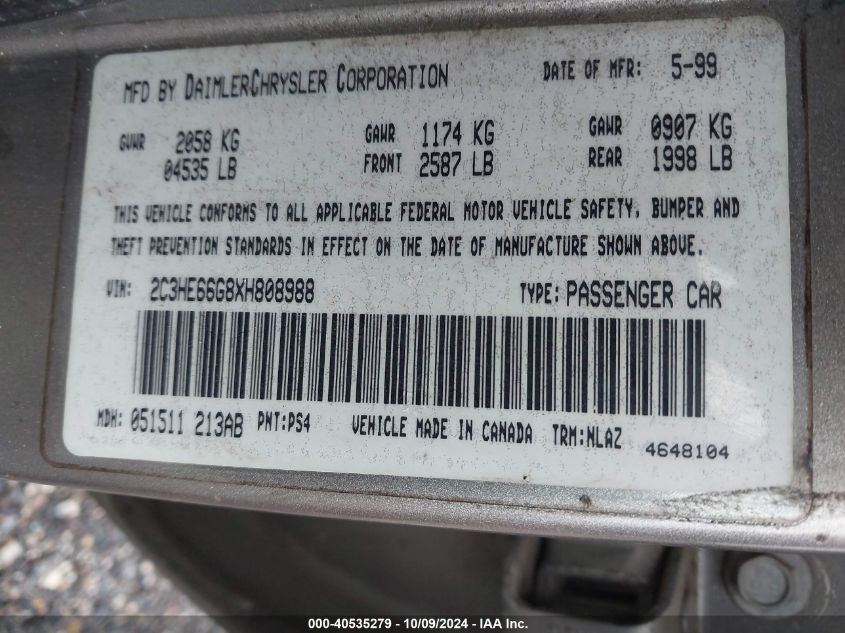 MFD BY DAIMLERCHRYSLER CORPORATION DATE OF MFR: 5-99
GVWR 2058 KG GAWR 1174 KG GAWR 0907 KG
04535 LB FRONT 2587 LB REAR 1998 LB
THIS VEHICLE CONFORMS TO ALL APPLICABLE FEDERAL MOTOR VEHICLE SAFETY, BUMPER AND
THEFT PREVENTION STANDARDS IN EFFECT ON THE DATE OF MANUFACTURE SHOWN ABOVE.
VIN: 2C3HE66G8XH808988 TYPE: PASSENGER CAR
MDH: 051511 213AB PNT:PS4 VEHICLE MADE IN CANADA TRM:NLAZ 4648104
000-40535279 - 10/09/2024 - IAA Inc.